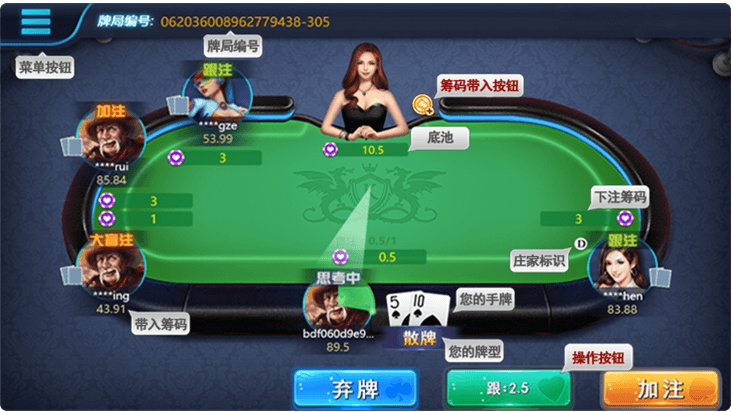 牌局编号: 062036008962779438-305
牌局编号
菜单按钮
跟注
筹码带入按钮
加注
****gze
53.99
底池
10.5
3
****rui
85.84
3
1
下注筹码
3
大盲注
0.5/1
跟注
D
庄家标识
0.5
思考中
****ing
43.91
****hen
83.88
5 10
您的手牌
带入筹码
bdf060d9e9...
89.5
散牌
您的牌型
操作按钮
弃牌
跟:2.5
加注